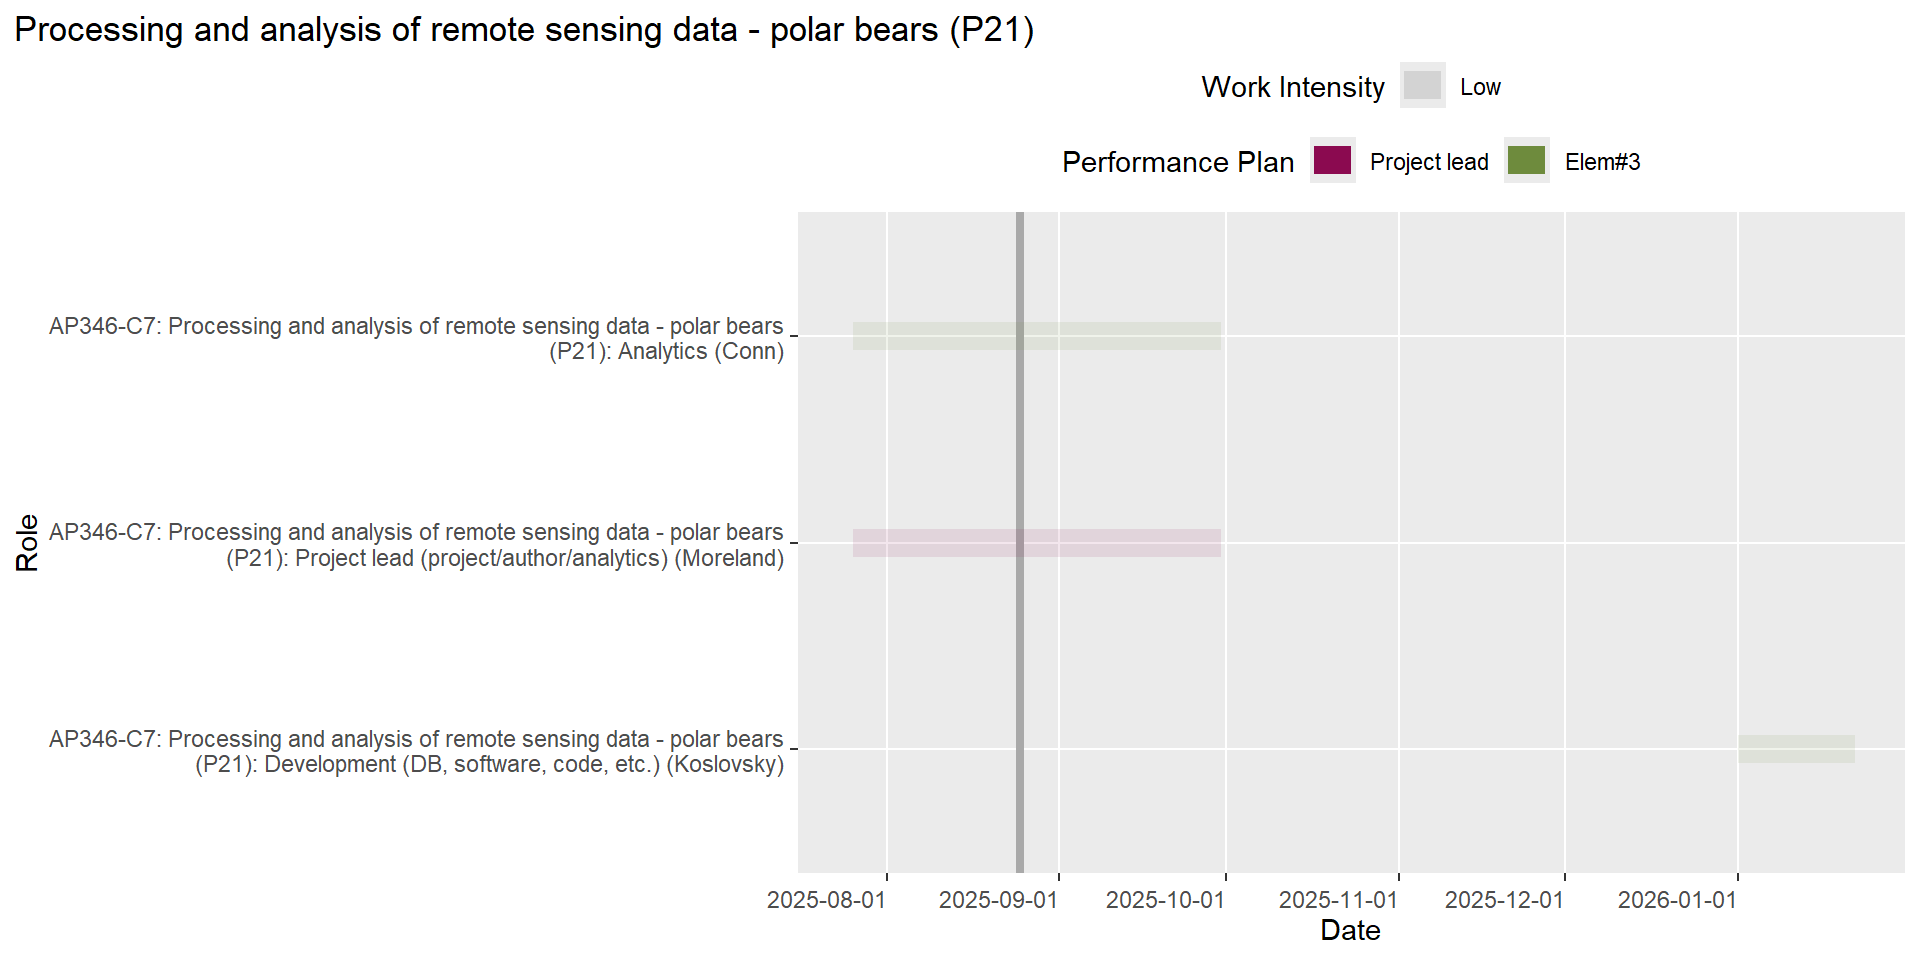 Processing and analysis of remote sensing data - polar bears (P21)
Work Intensity Low
Performance Plan Project lead Elem#3
AP346-C7: Processing and analysis of remote sensing data - polar bears
(P21): Analytics (Conn)
Role
AP346-C7: Processing and analysis of remote sensing data - polar bears
(P21): Project lead (project/author/analytics) (Moreland)
AP346-C7: Processing and analysis of remote sensing data - polar bears
(P21): Development (DB, software, code, etc.) (Koslovsky)
2025-08-01 2025-09-01 2025-10-01 2025-11-01 2025-12-01 2026-01-01
Date